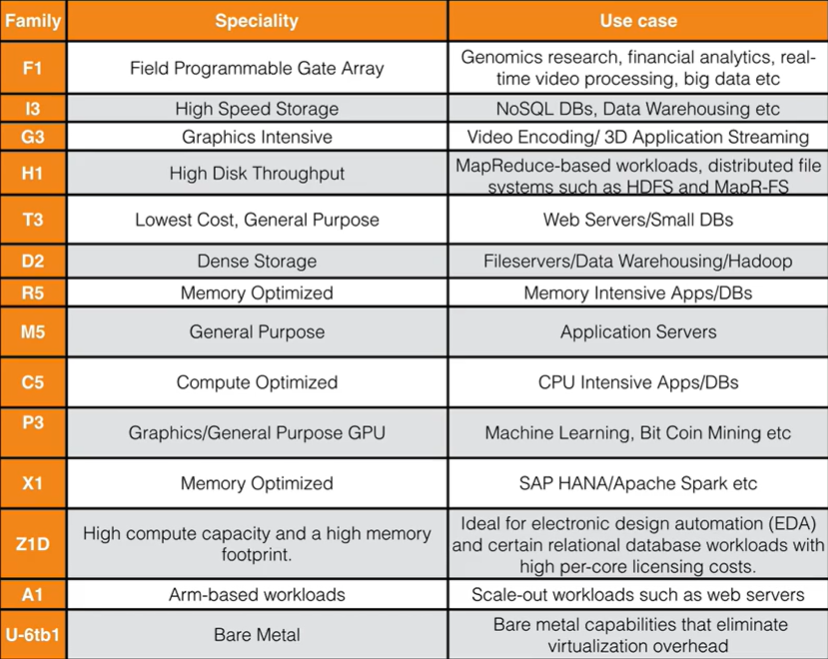 Family Speciality Use case
F1 Field Programmable Gate Array Genomics research, financial analytics, real-
time video processing, big data etc
I3 High Speed Storage NoSQL DBs, Data Warehousing etc
G3 Graphics Intensive Video Encoding/ 3D Application Streaming
H1 High Disk Throughput MapReduce-based workloads, distributed file
systems such as HDFS and MapR-FS
T3 Lowest Cost, General Purpose Web Servers/Small DBs
D2 Dense Storage Fileservers/Data Warehousing/Hadoop
R5 Memory Optimized Memory Intensive Apps/DBs
M5 General Purpose Application Servers
C5 Compute Optimized CPU Intensive Apps/DBs
P3 Graphics/General Purpose GPU Machine Learning, Bit Coin Mining etc
X1 Memory Optimized SAP HANA/Apache Spark etc
Z1D High compute capacity and a high memory
footprint. Ideal for electronic design automation (EDA)
and certain relational database workloads with
high per-core licensing costs.
A1 Arm-based workloads Scale-out workloads such as web servers
U-6tb1 Bare Metal Bare metal capabilities that eliminate
virtualization overhead